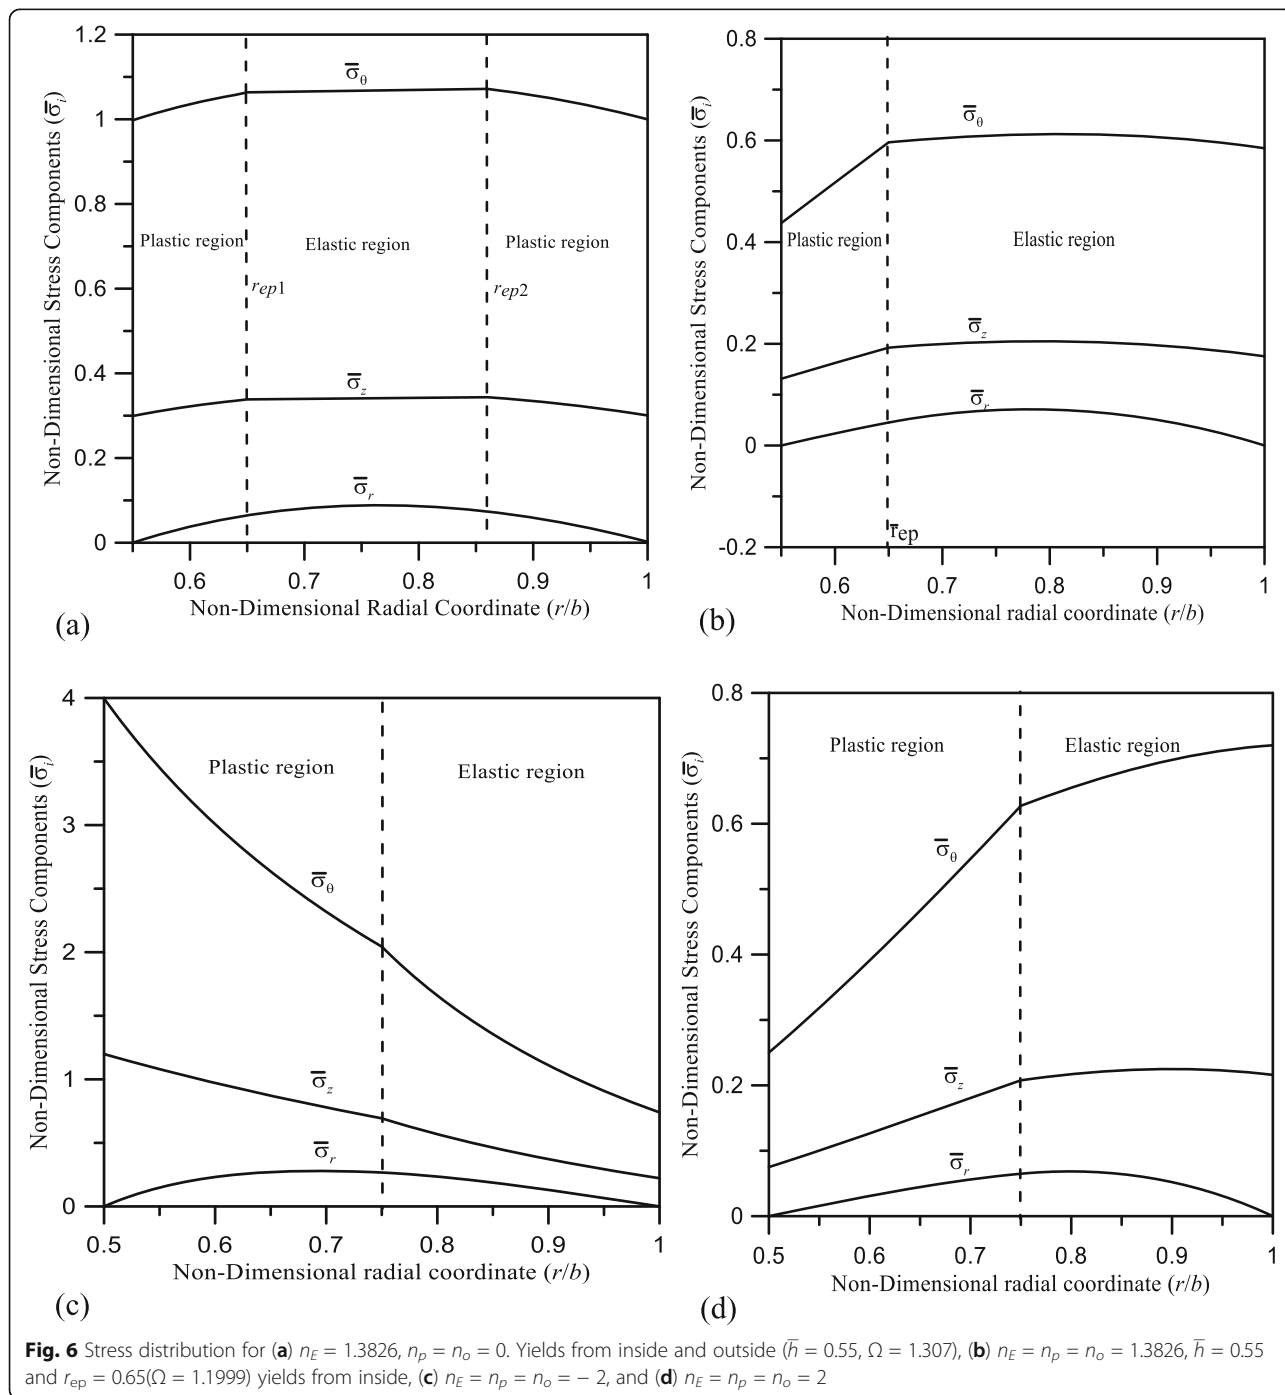 1.2
1
0.8
0.6
0.4
0.2
0
Non-Dimensional Stress Components (σ̅ᵢ)
σ̅θ
Plastic region
Elastic region
Plastic region
rep1
rep2
σ̅z
σ̅r
0.6
0.7
0.8
0.9
1
Non-Dimensional Radial Coordinate (r/b)
(a)
0.8
0.6
0.4
0.2
0
-0.2
Non-Dimensional Stress Components (σ̅ᵢ)
σ̅θ
Plastic region
Elastic region
σ̅z
σ̅r
r̅ep
0.6
0.7
0.8
0.9
1
Non-Dimensional radial coordinate (r/b)
(b)
4
3
2
1
0
Non-Dimensional Stress Components (σ̅ᵢ)
Plastic region
Elastic region
σ̅θ
σ̅z
σ̅r
0.5
0.6
0.7
0.8
0.9
1
Non-Dimensional radial coordinate (r/b)
(c)
0.8
0.6
0.4
0.2
0
Non-Dimensional Stress Components (σ̅ᵢ)
Plastic region
Elastic region
σ̅θ
σ̅z
σ̅r
0.5
0.6
0.7
0.8
0.9
1
Non-Dimensional radial coordinate (r/b)
(d)
Fig. 6 Stress distribution for (a) nE = 1.3826, np = no = 0. Yields from inside and outside (h̅ = 0.55, Ω = 1.307), (b) nE = np = no = 1.3826, h̅ = 0.55
and rep = 0.65(Ω = 1.1999) yields from inside, (c) nE = np = no = − 2, and (d) nE = np = no = 2